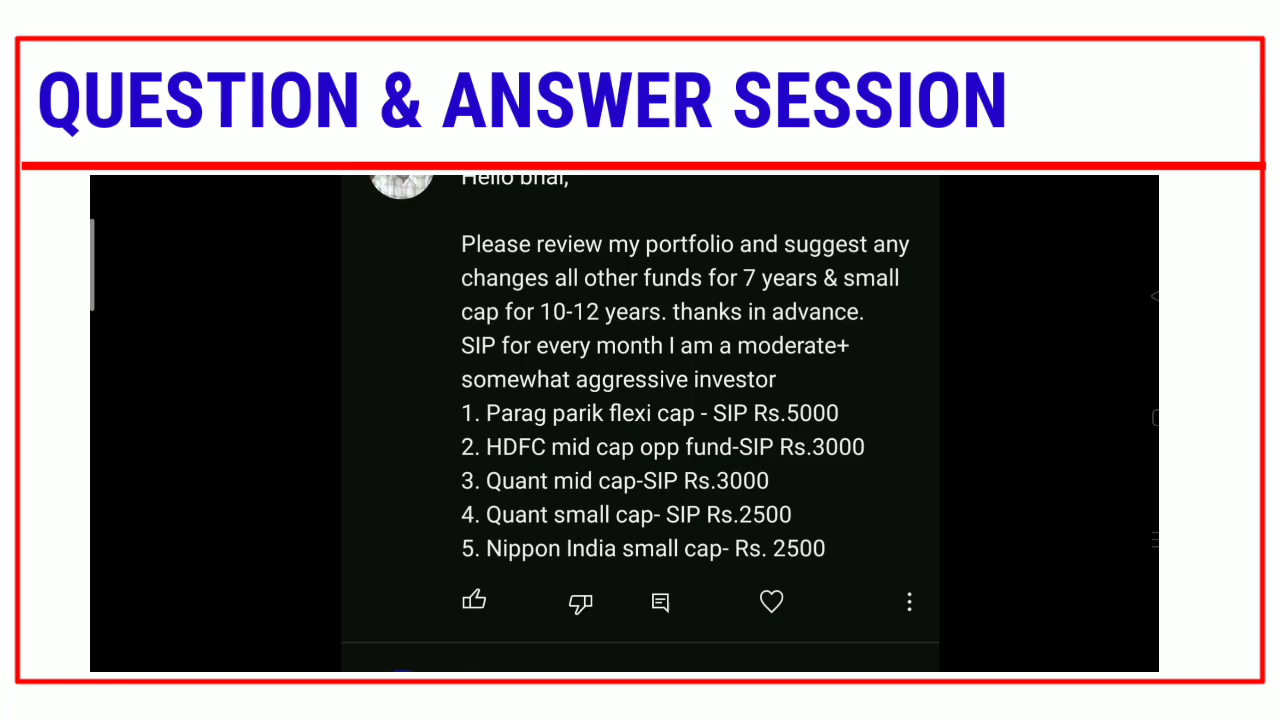 QUESTION & ANSWER SESSION
Hello bhai,
Please review my portfolio and suggest any
changes all other funds for 7 years & small
cap for 10-12 years. thanks in advance.
SIP for every month I am a moderate+
somewhat aggressive investor
1. Parag parik flexi cap - SIP Rs.5000
2. HDFC mid cap opp fund-SIP Rs.3000
3. Quant mid cap-SIP Rs.3000
4. Quant small cap- SIP Rs.2500
5. Nippon India small cap- Rs. 2500